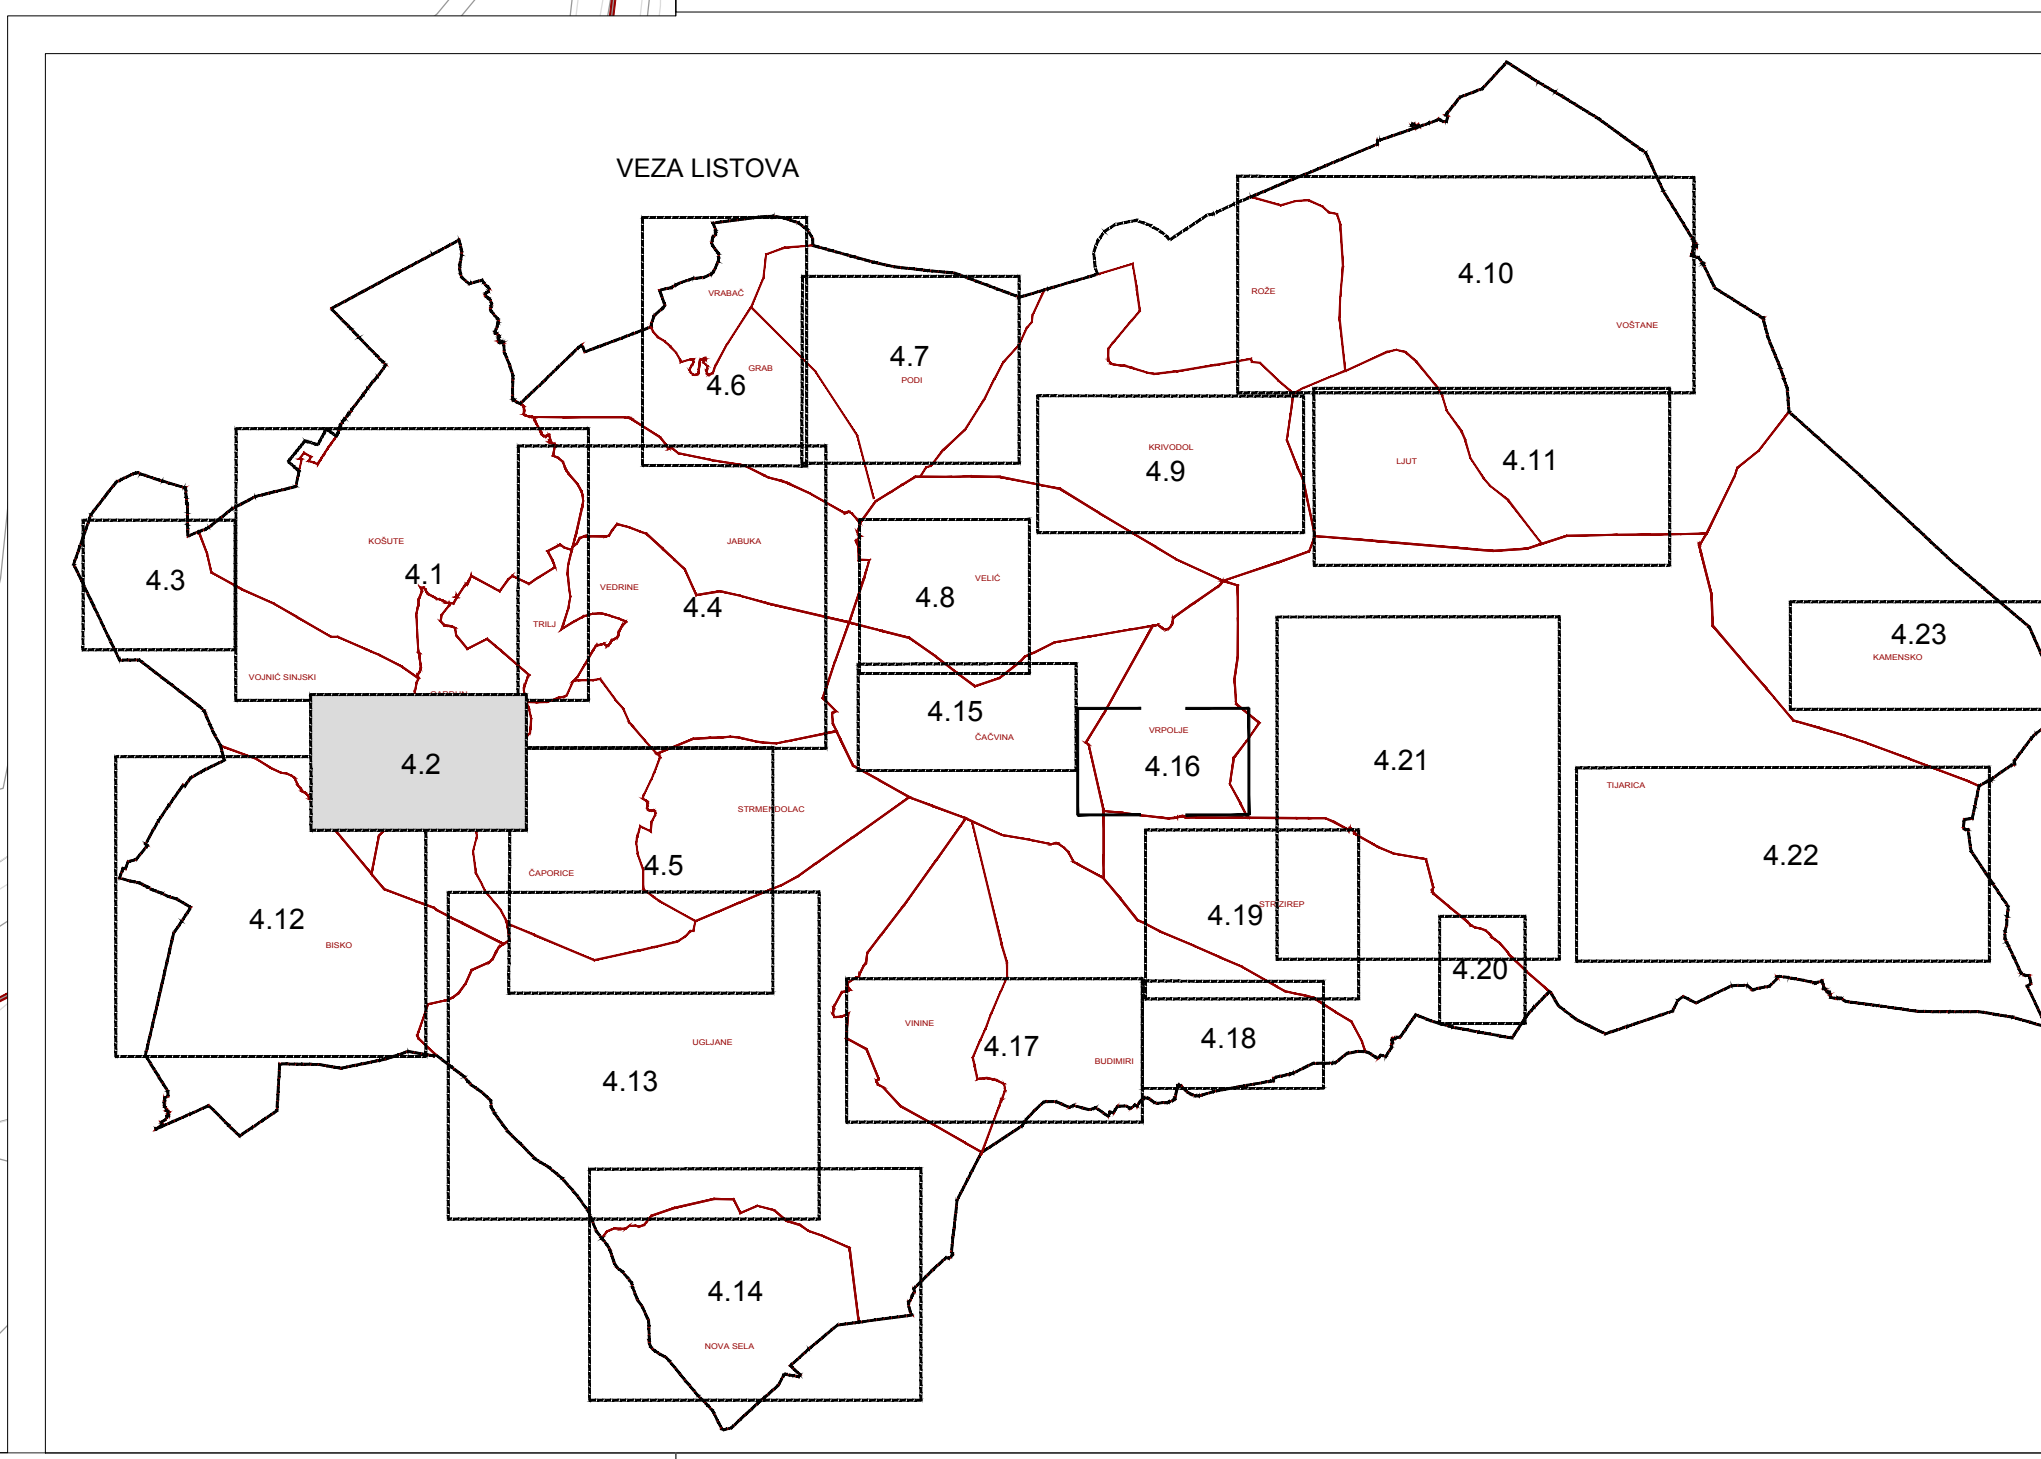 VEZA LISTOVA
4.10
ROŽE
VOŠTANE
VRABAČ
GRAB
4.6
4.7
PODI
KRIVODOL
4.9
LJUT
4.11
KOŠUTE
4.1
4.3
JABUKA
VEDRINE
4.4
TRILJ
VELIĆ
4.8
4.23
KAMENSKO
VOJNIĆ SINJSKI
4.2
4.15
ČAČVINA
VRPOLJE
4.16
4.21
TIJARICA
4.22
STRMENDOLAC
4.5
ČAPORICE
4.12
BISKO
4.19
STRIZIREP
4.20
VININE
4.17
BUDIMIRI
4.18
UGLJANE
4.13
4.14
NOVA SELA